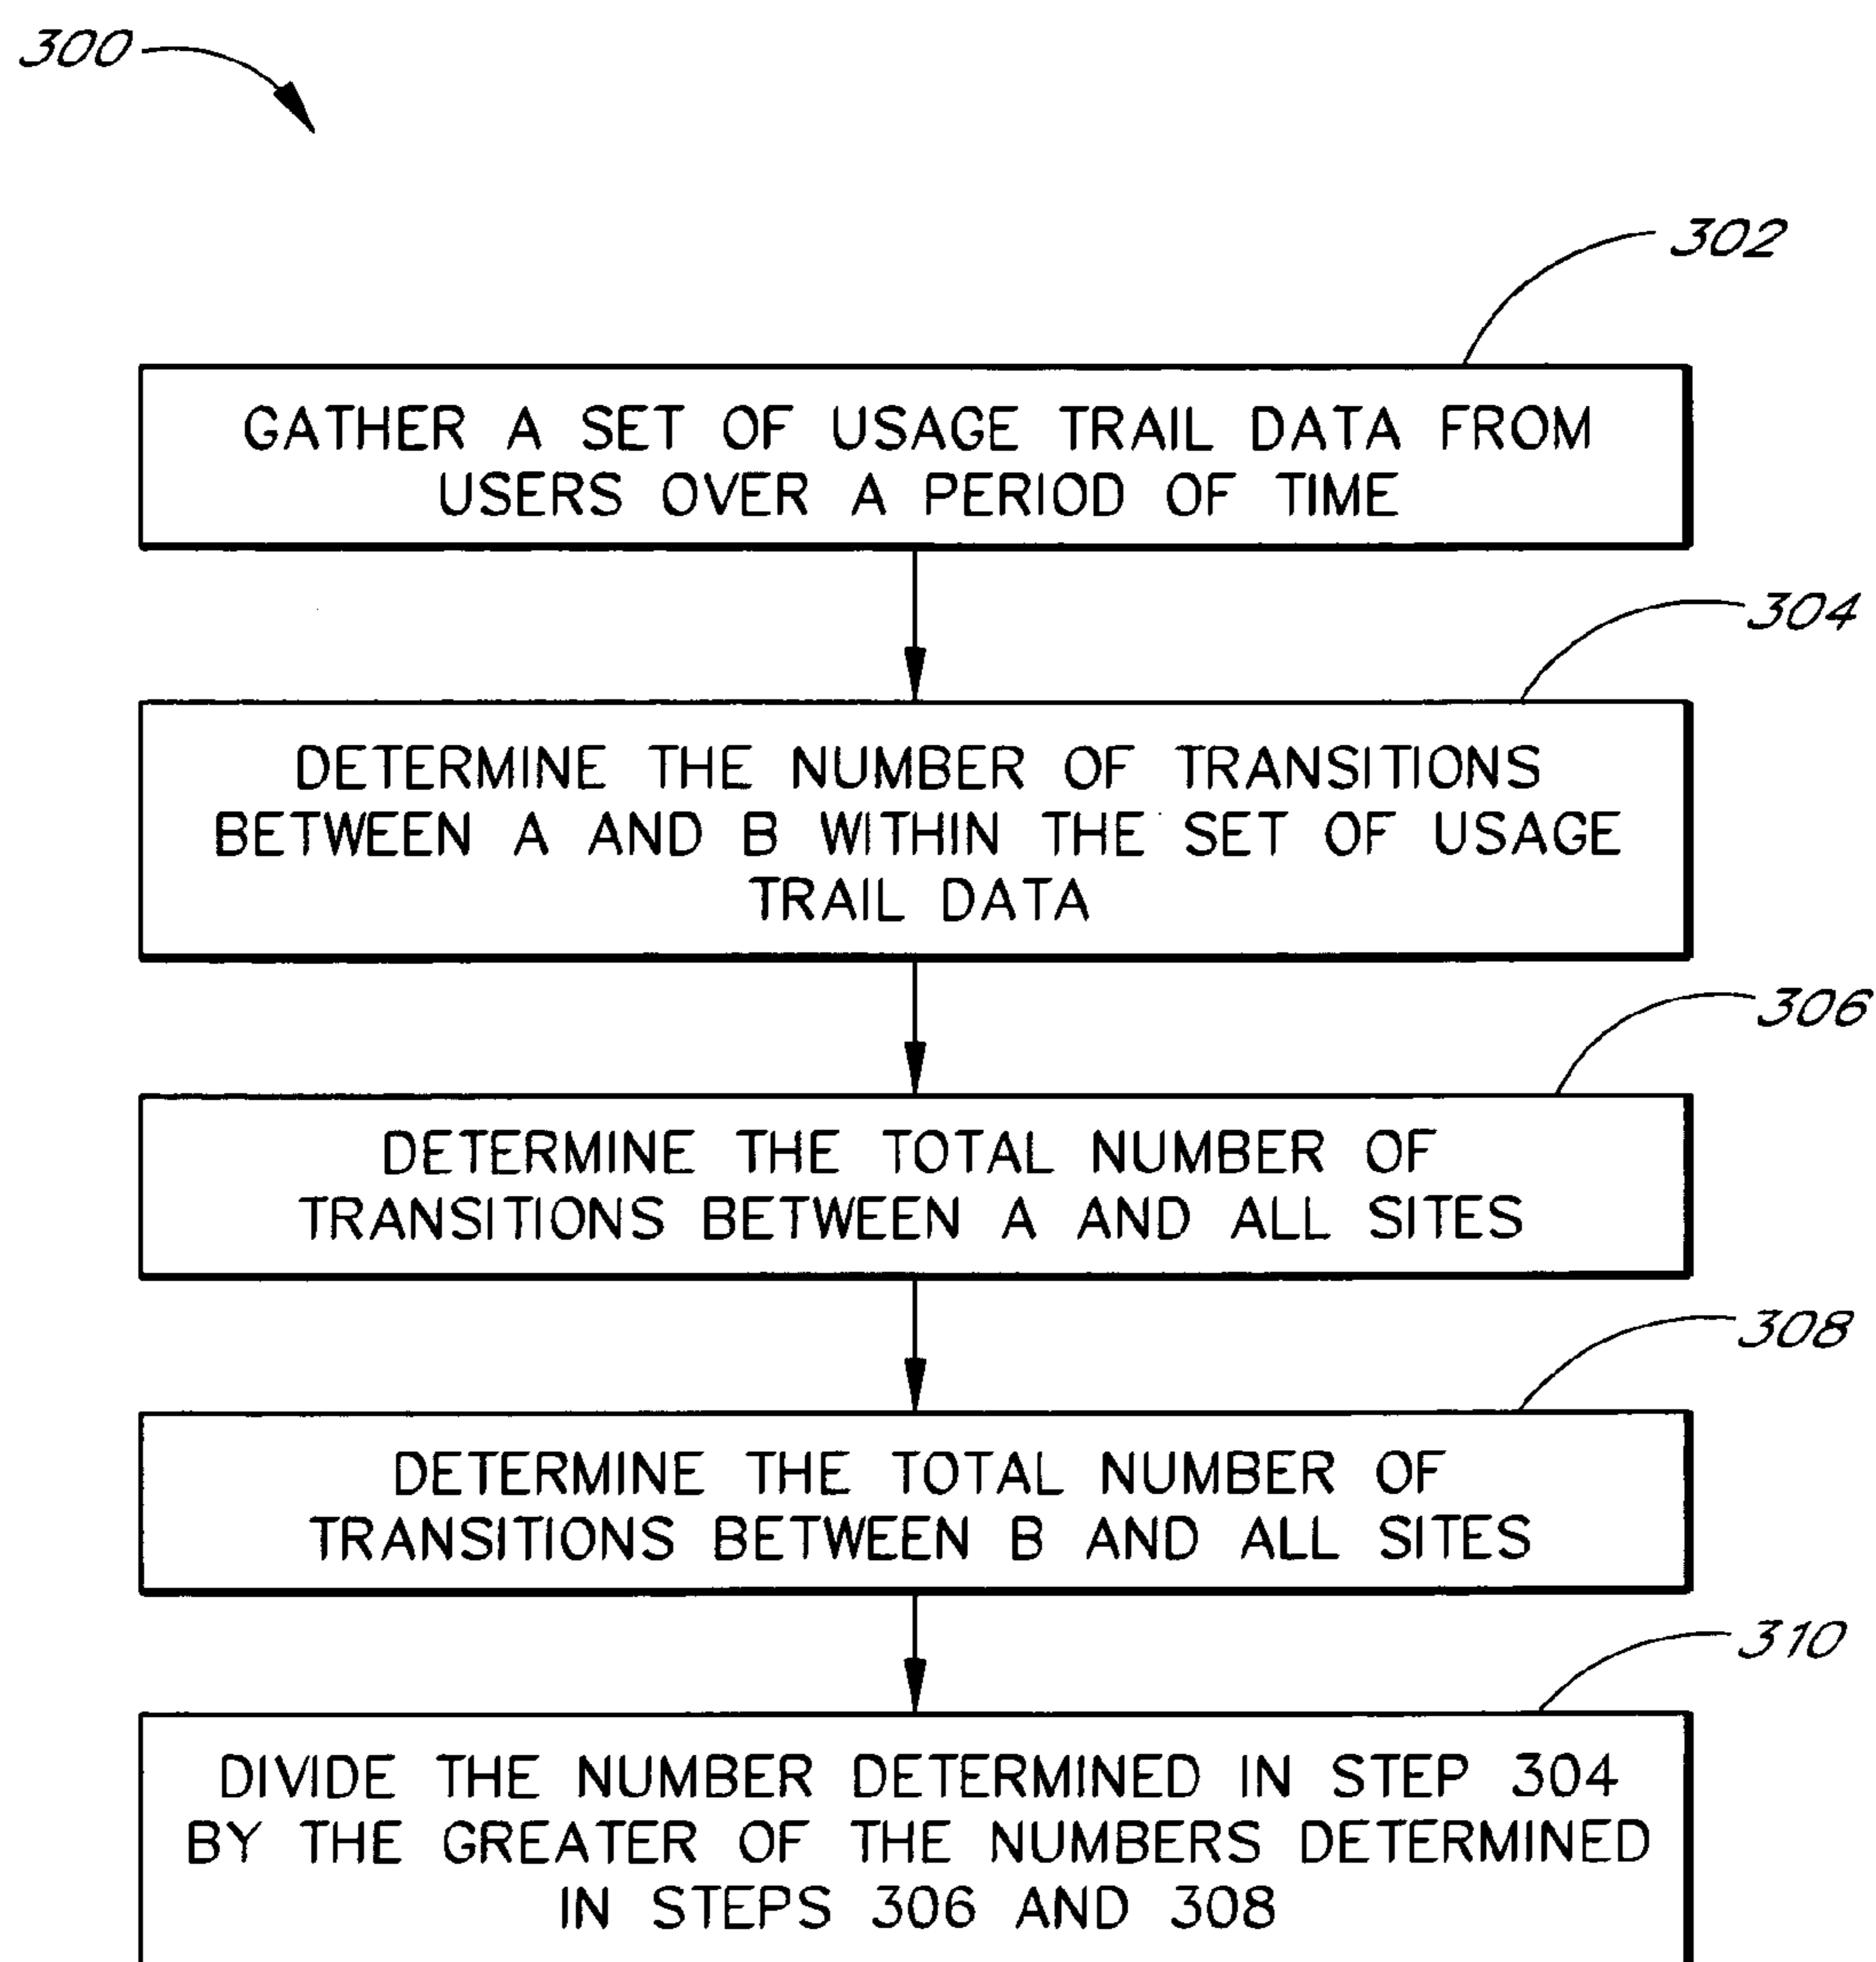 300
302
GATHER A SET OF USAGE TRAIL DATA FROM
USERS OVER A PERIOD OF TIME
304
DETERMINE THE NUMBER OF TRANSITIONS
BETWEEN A AND B WITHIN THE SET OF USAGE
TRAIL DATA
306
DETERMINE THE TOTAL NUMBER OF
TRANSITIONS BETWEEN A AND ALL SITES
308
DETERMINE THE TOTAL NUMBER OF
TRANSITIONS BETWEEN B AND ALL SITES
310
DIVIDE THE NUMBER DETERMINED IN STEP 304
BY THE GREATER OF THE NUMBERS DETERMINED
IN STEPS 306 AND 308